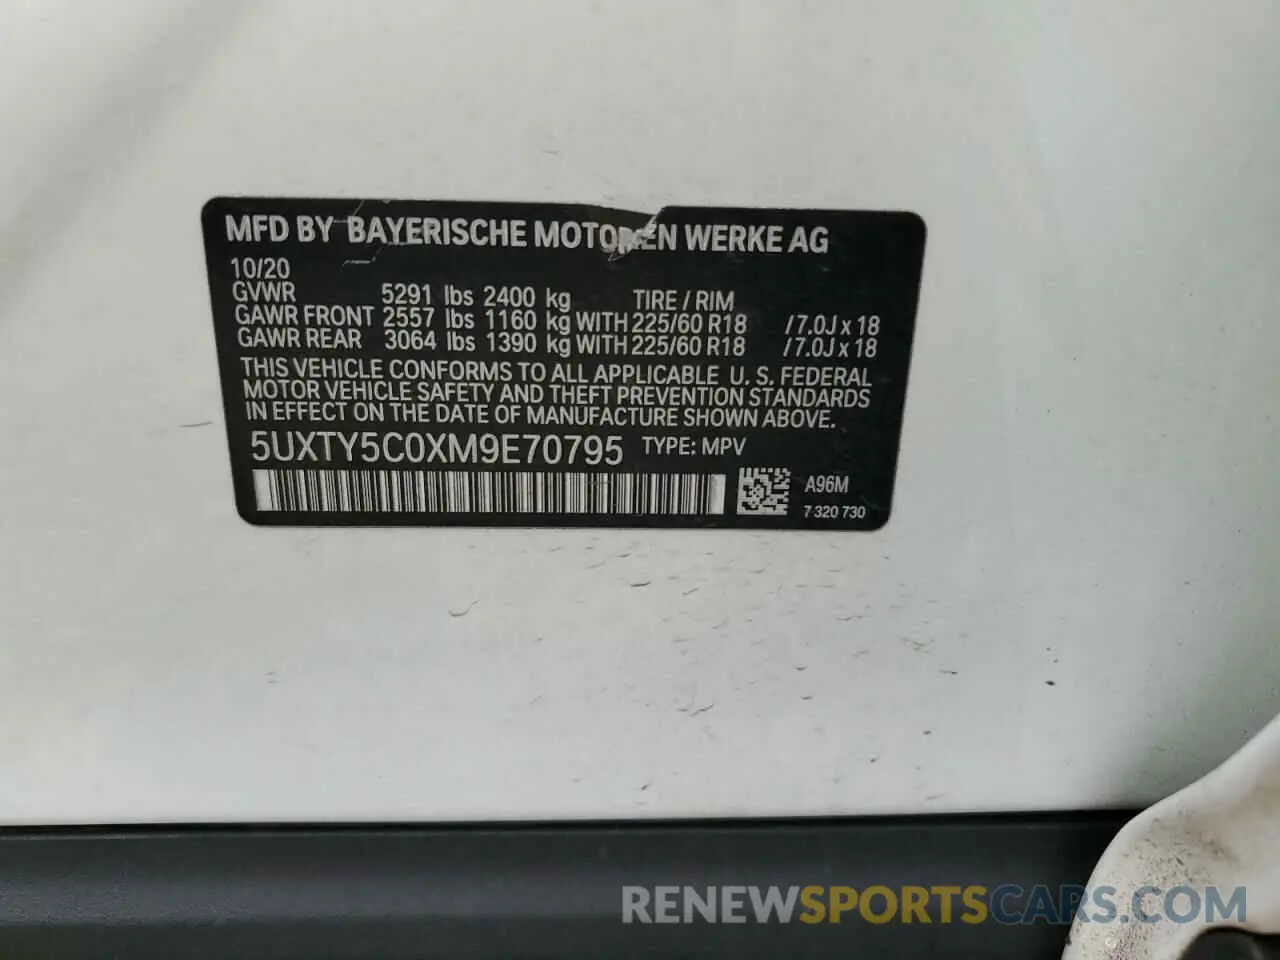 MFD BY BAYERISCHE MOTOREN WERKE AG
10/20
GVWR 5291 lbs 2400 kg TIRE / RIM
GAWR FRONT 2557 lbs 1160 kg WITH 225/60 R18 /7.0J x 18
GAWR REAR 3064 lbs 1390 kg WITH 225/60 R18 /7.0J x 18
THIS VEHICLE CONFORMS TO ALL APPLICABLE U. S. FEDERAL
MOTOR VEHICLE SAFETY AND THEFT PREVENTION STANDARDS
IN EFFECT ON THE DATE OF MANUFACTURE SHOWN ABOVE.
5UXTY5C0XM9E70795 TYPE: MPV
A96M
7 320 730
RENEWSPORTSCARS.COM